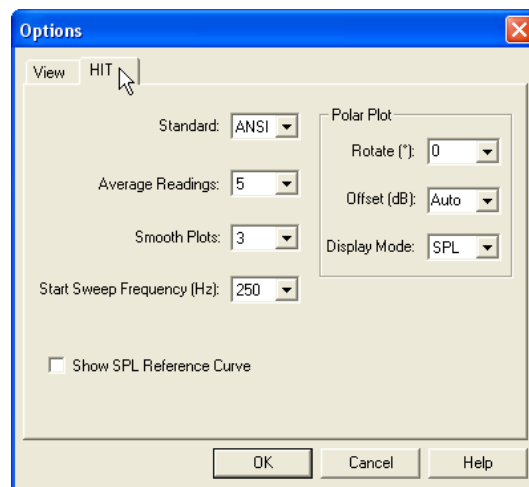 Options
View HIT
Standard: ANSI
Average Readings: 5
Smooth Plots: 3
Start Sweep Frequency (Hz): 250
Show SPL Reference Curve
Polar Plot
Rotate (°): 0
Offset (dB): Auto
Display Mode: SPL
OK Cancel Help